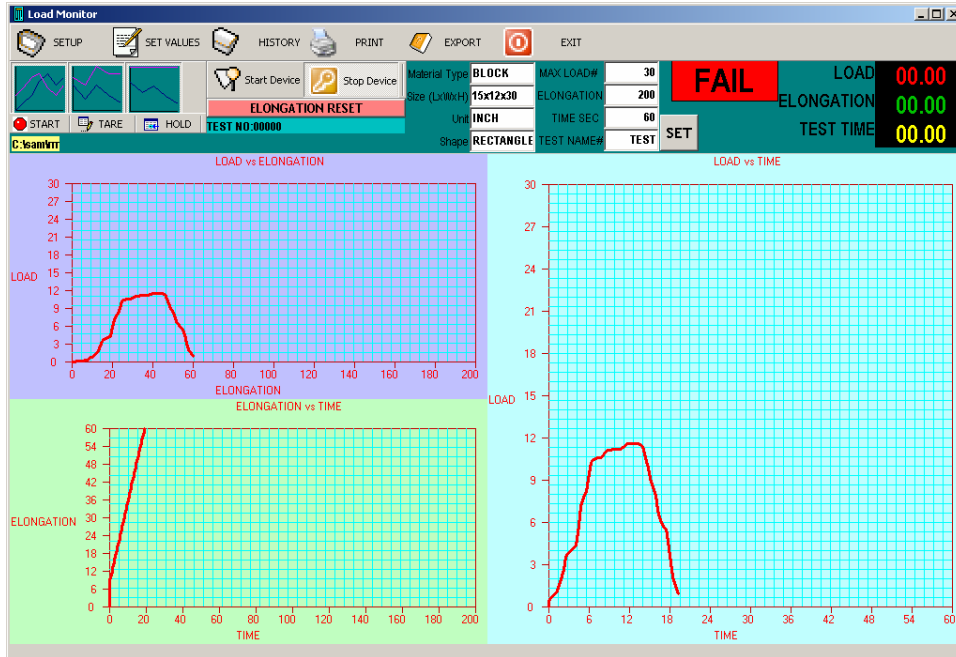 Load Monitor
SETUP SET VALUES HISTORY PRINT EXPORT EXIT
Start Device Stop Device
ELONGATION RESET
START TARE HOLD
TEST NO:00000
C:\sam\rrr
Material Type BLOCK
Size (LxWxH) 15x12x30
Unit INCH
Shape RECTANGLE
MAX LOAD# 30
ELONGATION 200
TIME SEC 60
TEST NAME# TEST
SET
FAIL
LOAD 00.00
ELONGATION 00.00
TEST TIME 00.00
LOAD vs ELONGATION
30
27
24
21
18
LOAD 15
12
9
6
3
0
0 20 40 60 80 100 120 140 160 180 200
ELONGATION
ELONGATION vs TIME
60
54
48
42
36
ELONGATION 30
24
18
12
6
0
0 20 40 60 80 100 120 140 160 180 200
TIME
LOAD vs TIME
30
27
24
21
18
LOAD 15
12
9
6
3
0
0 6 12 18 24 30 36 42 48 54 60
TIME